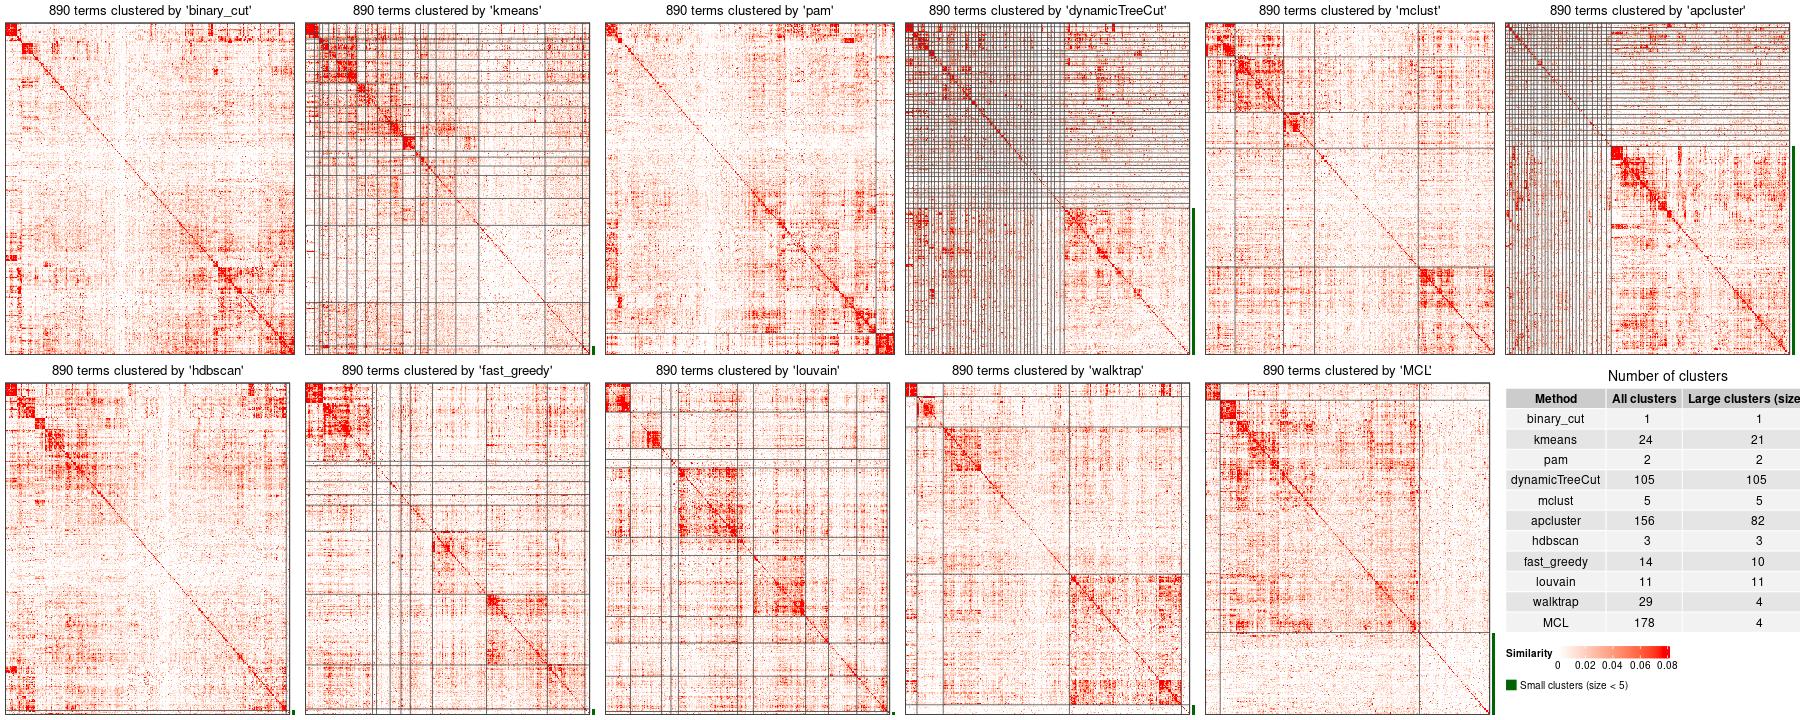 890 terms clustered by 'binary_cut'
890 terms clustered by 'kmeans'
890 terms clustered by 'pam'
890 terms clustered by 'dynamicTreeCut'
890 terms clustered by 'mclust'
890 terms clustered by 'apcluster'
890 terms clustered by 'hdbscan'
890 terms clustered by 'fast_greedy'
890 terms clustered by 'louvain'
890 terms clustered by 'walktrap'
890 terms clustered by 'MCL'
Number of clusters
Method All clusters Large clusters (size
binary_cut 1 1
kmeans 24 21
pam 2 2
dynamicTreeCut 105 105
mclust 5 5
apcluster 156 82
hdbscan 3 3
fast_greedy 14 10
louvain 11 11
walktrap 29 4
MCL 178 4
Similarity
0 0.02 0.04 0.06 0.08
Small clusters (size < 5)